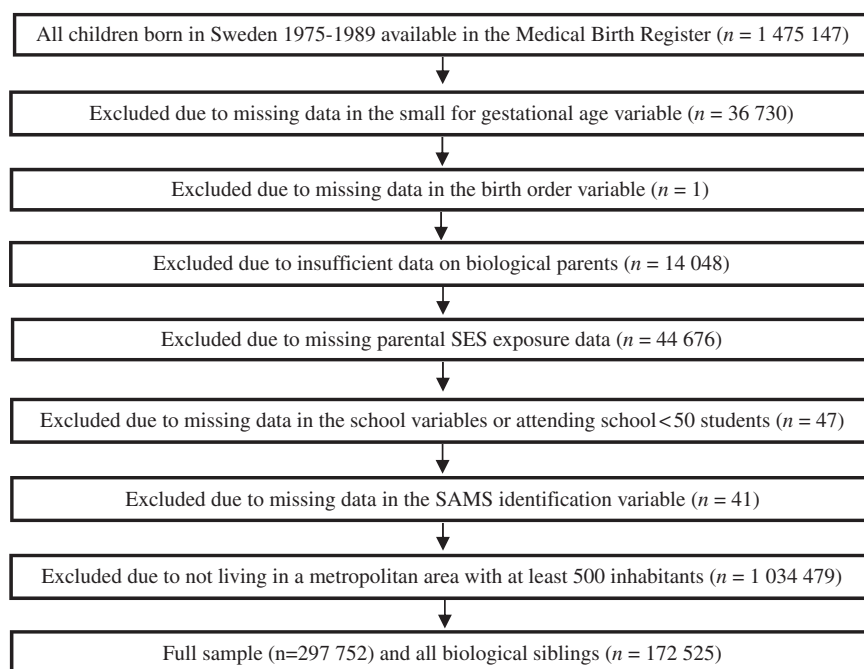 All children born in Sweden 1975-1989 available in the Medical Birth Register (n = 1 475 147)
Excluded due to missing data in the small for gestational age variable (n = 36 730)
Excluded due to missing data in the birth order variable (n = 1)
Excluded due to insufficient data on biological parents (n = 14 048)
Excluded due to missing parental SES exposure data (n = 44 676)
Excluded due to missing data in the school variables or attending school<50 students (n = 47)
Excluded due to missing data in the SAMS identification variable (n = 41)
Excluded due to not living in a metropolitan area with at least 500 inhabitants (n = 1 034 479)
Full sample (n=297 752) and all biological siblings (n = 172 525)